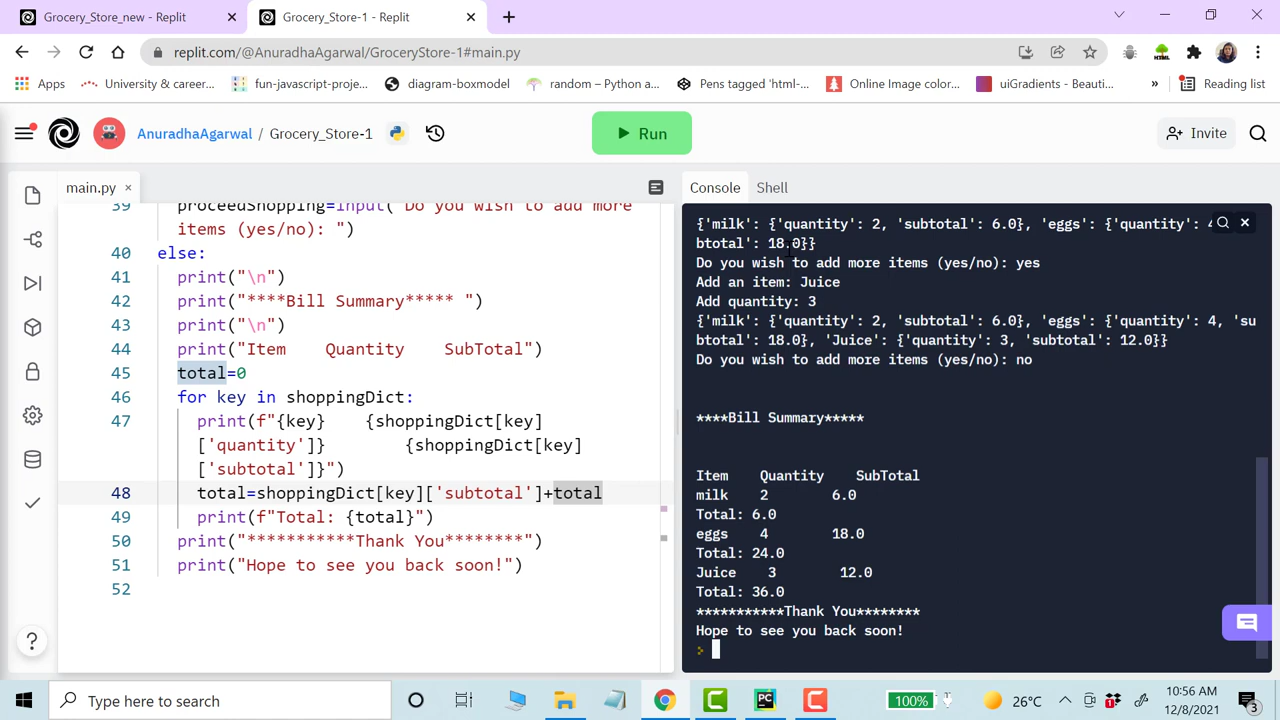 Grocery_Store_new - Replit
Grocery_Store-1 - Replit
replit.com/@AnuradhaAgarwal/GroceryStore-1#main.py
Apps
University & career...
fun-javascript-proje...
diagram-boxmodel
random – Python a...
Pens tagged 'html-...
Online Image color...
uiGradients – Beauti...
»
Reading list
AnuradhaAgarwal / Grocery_Store-1
Run
Invite
main.py
39 proceedShopping=input("Do you wish to add more
items (yes/no): ")
40 else:
41 print("\n")
42 print("****Bill Summary***** ")
43 print("\n")
44 print("Item    Quantity    SubTotal")
45 total=0
46 for key in shoppingDict:
47 print(f"{key}    {shoppingDict[key]
['quantity']}        {shoppingDict[key]
['subtotal']}")
48 total=shoppingDict[key]['subtotal']+total
49 print(f"Total: {total}")
50 print("***********Thank You********")
51 print("Hope to see you back soon!")
52
Console
Shell
{'milk': {'quantity': 2, 'subtotal': 6.0}, 'eggs': {'quantity': 4
btotal': 18.0}}
Do you wish to add more items (yes/no): yes
Add an item: Juice
Add quantity: 3
{'milk': {'quantity': 2, 'subtotal': 6.0}, 'eggs': {'quantity': 4, 'su
btotal': 18.0}, 'Juice': {'quantity': 3, 'subtotal': 12.0}}
Do you wish to add more items (yes/no): no
****Bill Summary*****
Item    Quantity    SubTotal
milk    2        6.0
Total: 6.0
eggs    4        18.0
Total: 24.0
Juice    3        12.0
Total: 36.0
***********Thank You********
Hope to see you back soon!
?
Type here to search
100%
26°C
1
10:56 AM
12/8/2021
3